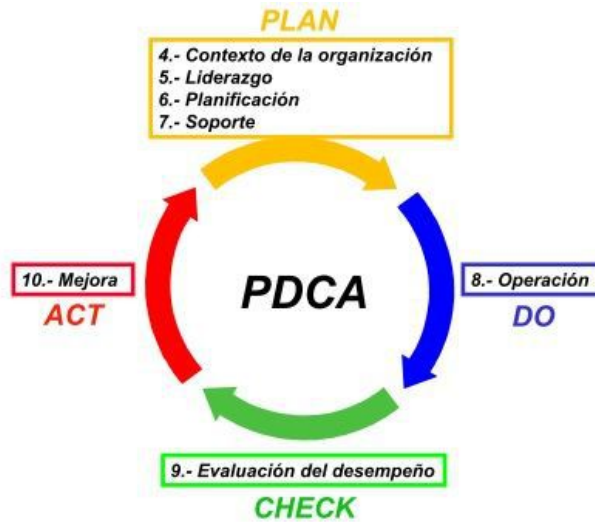 PLAN
4.- Contexto de la organización
5.- Liderazgo
6.- Planificación
7.- Soporte
10.- Mejora
ACT
PDCA
8.- Operación
DO
9.- Evaluación del desempeño
CHECK